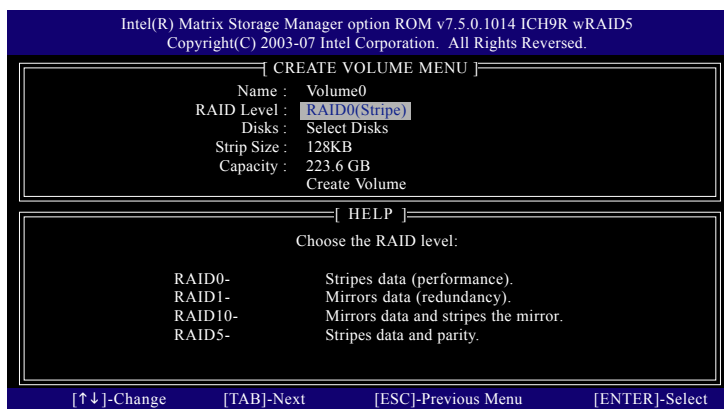 Intel(R) Matrix Storage Manager option ROM v7.5.0.1014 ICH9R wRAID5
Copyright(C) 2003-07 Intel Corporation.  All Rights Reversed.
[ CREATE VOLUME MENU ]
Name : Volume0
RAID Level : RAID0(Stripe)
Disks : Select Disks
Strip Size : 128KB
Capacity : 223.6 GB
Create Volume
[ HELP ]
Choose the RAID level:
RAID0- Stripes data (performance).
RAID1- Mirrors data (redundancy).
RAID10- Mirrors data and stripes the mirror.
RAID5- Stripes data and parity.
[↑↓]-Change [TAB]-Next [ESC]-Previous Menu [ENTER]-Select